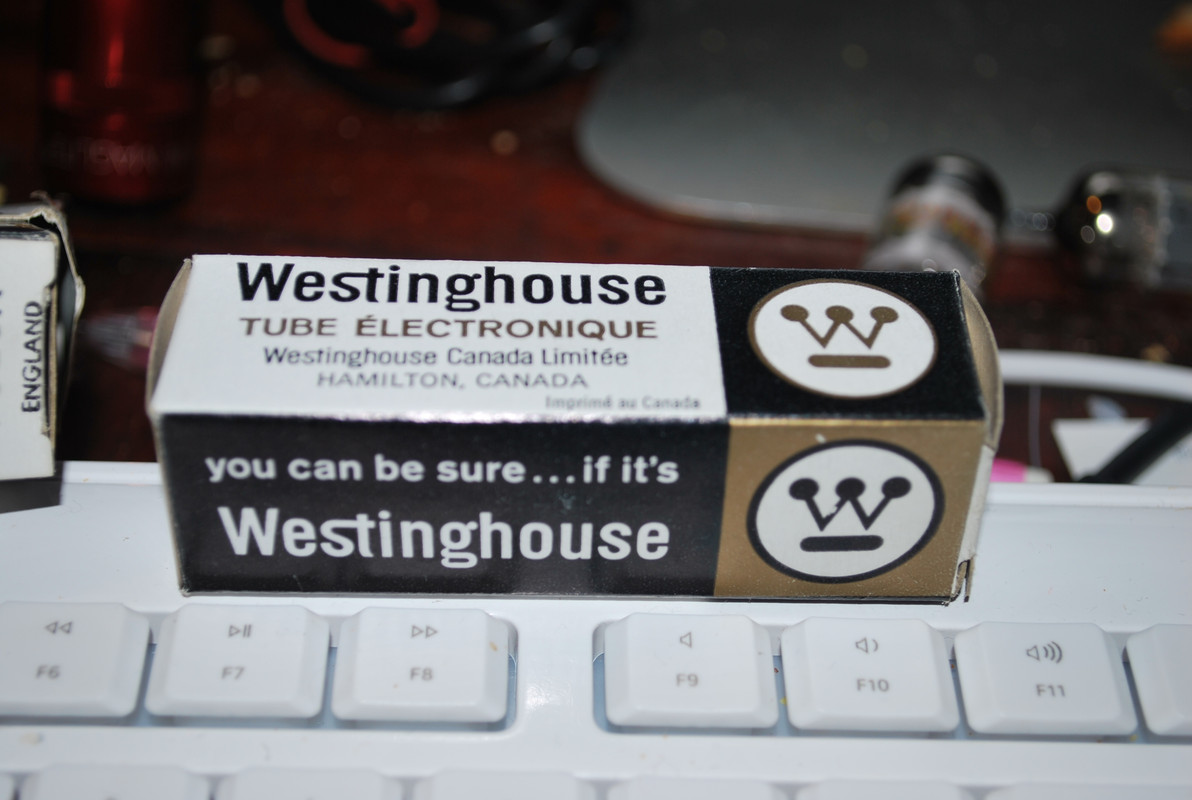 Westinghouse
TUBE ÉLECTRONIQUE
Westinghouse Canada Limitée
HAMILTON, CANADA
Imprimé au Canada
you can be sure...if it's
Westinghouse
ENGLAND
F6
F7
F8
F9
F10
F11